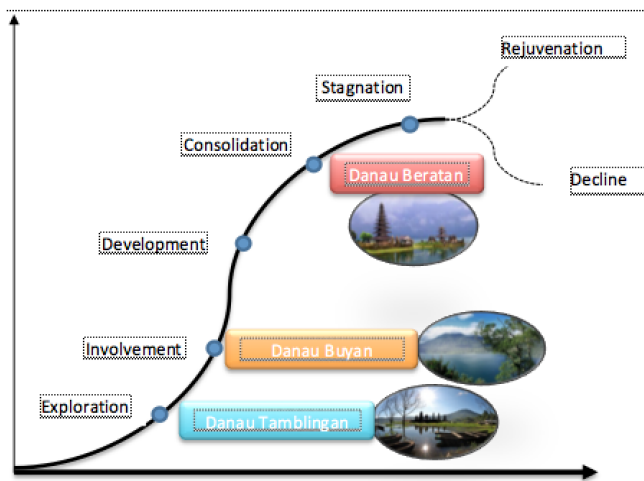 Rejuvenation
Stagnation
Consolidation
Danau Beratan
Decline
Development
Involvement
Danau Buyan
Exploration
Danau Tamblingan